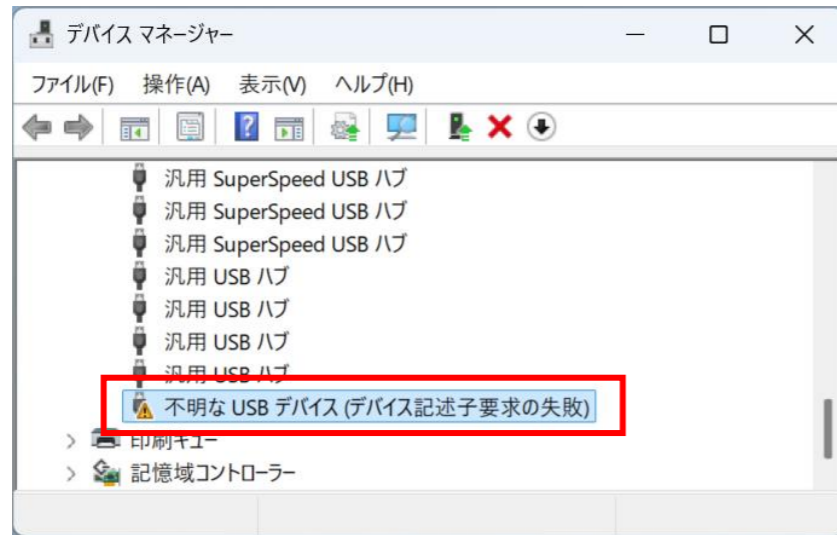 デバイス マネージャー
ファイル(F) 操作(A) 表示(V) ヘルプ(H)
汎用 SuperSpeed USB ハブ
汎用 SuperSpeed USB ハブ
汎用 SuperSpeed USB ハブ
汎用 USB ハブ
汎用 USB ハブ
汎用 USB ハブ
汎用 USB ハブ
不明な USB デバイス (デバイス記述子要求の失敗)
印刷キュー
記憶域コントローラー